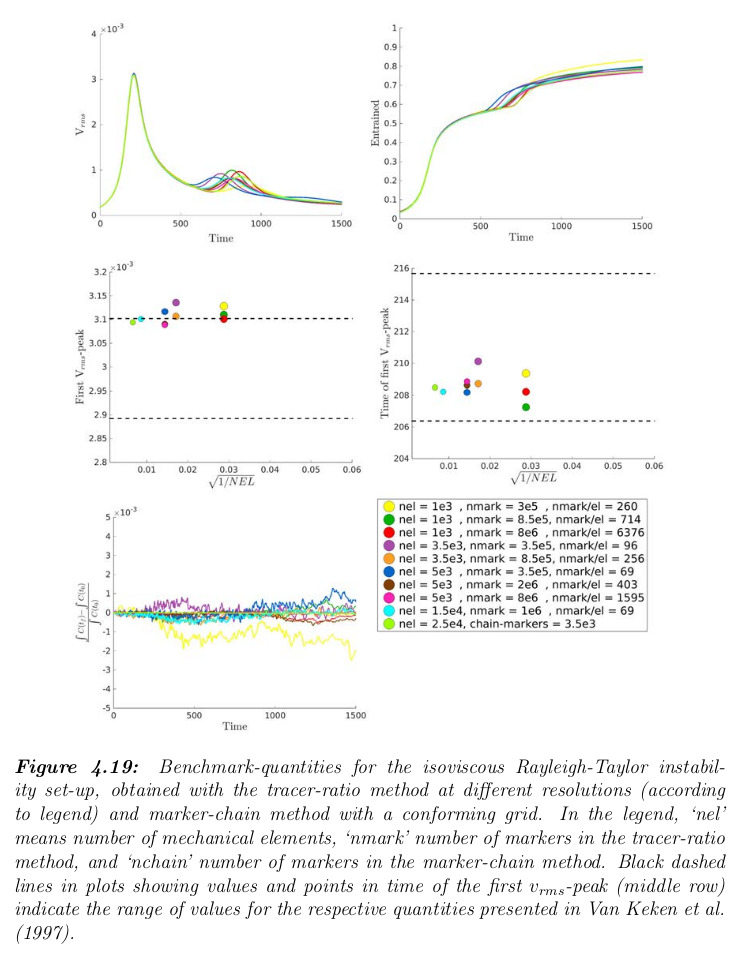 ×10⁻³
4
3
2
1
0
V_rms
0 500 1000 1500
Time
1
0.9
0.8
0.7
0.6
0.5
0.4
0.3
0.2
0.1
0
Entrained
0 500 1000 1500
Time
×10⁻³
3.2
3.15
3.1
3.05
3
2.95
2.9
2.85
2.8
First V_rms-peak
0.01 0.02 0.03 0.04 0.05 0.06
√1/NEL
216
214
212
210
208
206
204
Time of first V_rms-peak
0.01 0.02 0.03 0.04 0.05 0.06
√1/NEL
×10⁻³
5
4
3
2
1
0
-1
-2
-3
-4
-5
∫C(t_j)−∫C(t_0)
∫C(t_0)
0 500 1000 1500
Time
nel = 1e3 , nmark = 3e5 , nmark/el = 260
nel = 1e3 , nmark = 8.5e5, nmark/el = 714
nel = 1e3 , nmark = 8e6 , nmark/el = 6376
nel = 3.5e3, nmark = 3.5e5, nmark/el = 96
nel = 3.5e3, nmark = 8.5e5, nmark/el = 256
nel = 5e3 , nmark = 3.5e5, nmark/el = 69
nel = 5e3 , nmark = 2e6 , nmark/el = 403
nel = 5e3 , nmark = 8e6 , nmark/el = 1595
nel = 1.5e4, nmark = 1e6 , nmark/el = 69
nel = 2.5e4, chain-markers = 3.5e3
Figure 4.19: Benchmark-quantities for the isoviscous Rayleigh-Taylor instabil-
ity set-up, obtained with the tracer-ratio method at different resolutions (according
to legend) and marker-chain method with a conforming grid. In the legend, ‘nel’
means number of mechanical elements, ‘nmark’ number of markers in the tracer-ratio
method, and ‘nchain’ number of markers in the marker-chain method. Black dashed
lines in plots showing values and points in time of the first v_rms-peak (middle row)
indicate the range of values for the respective quantities presented in Van Keken et al.
(1997).